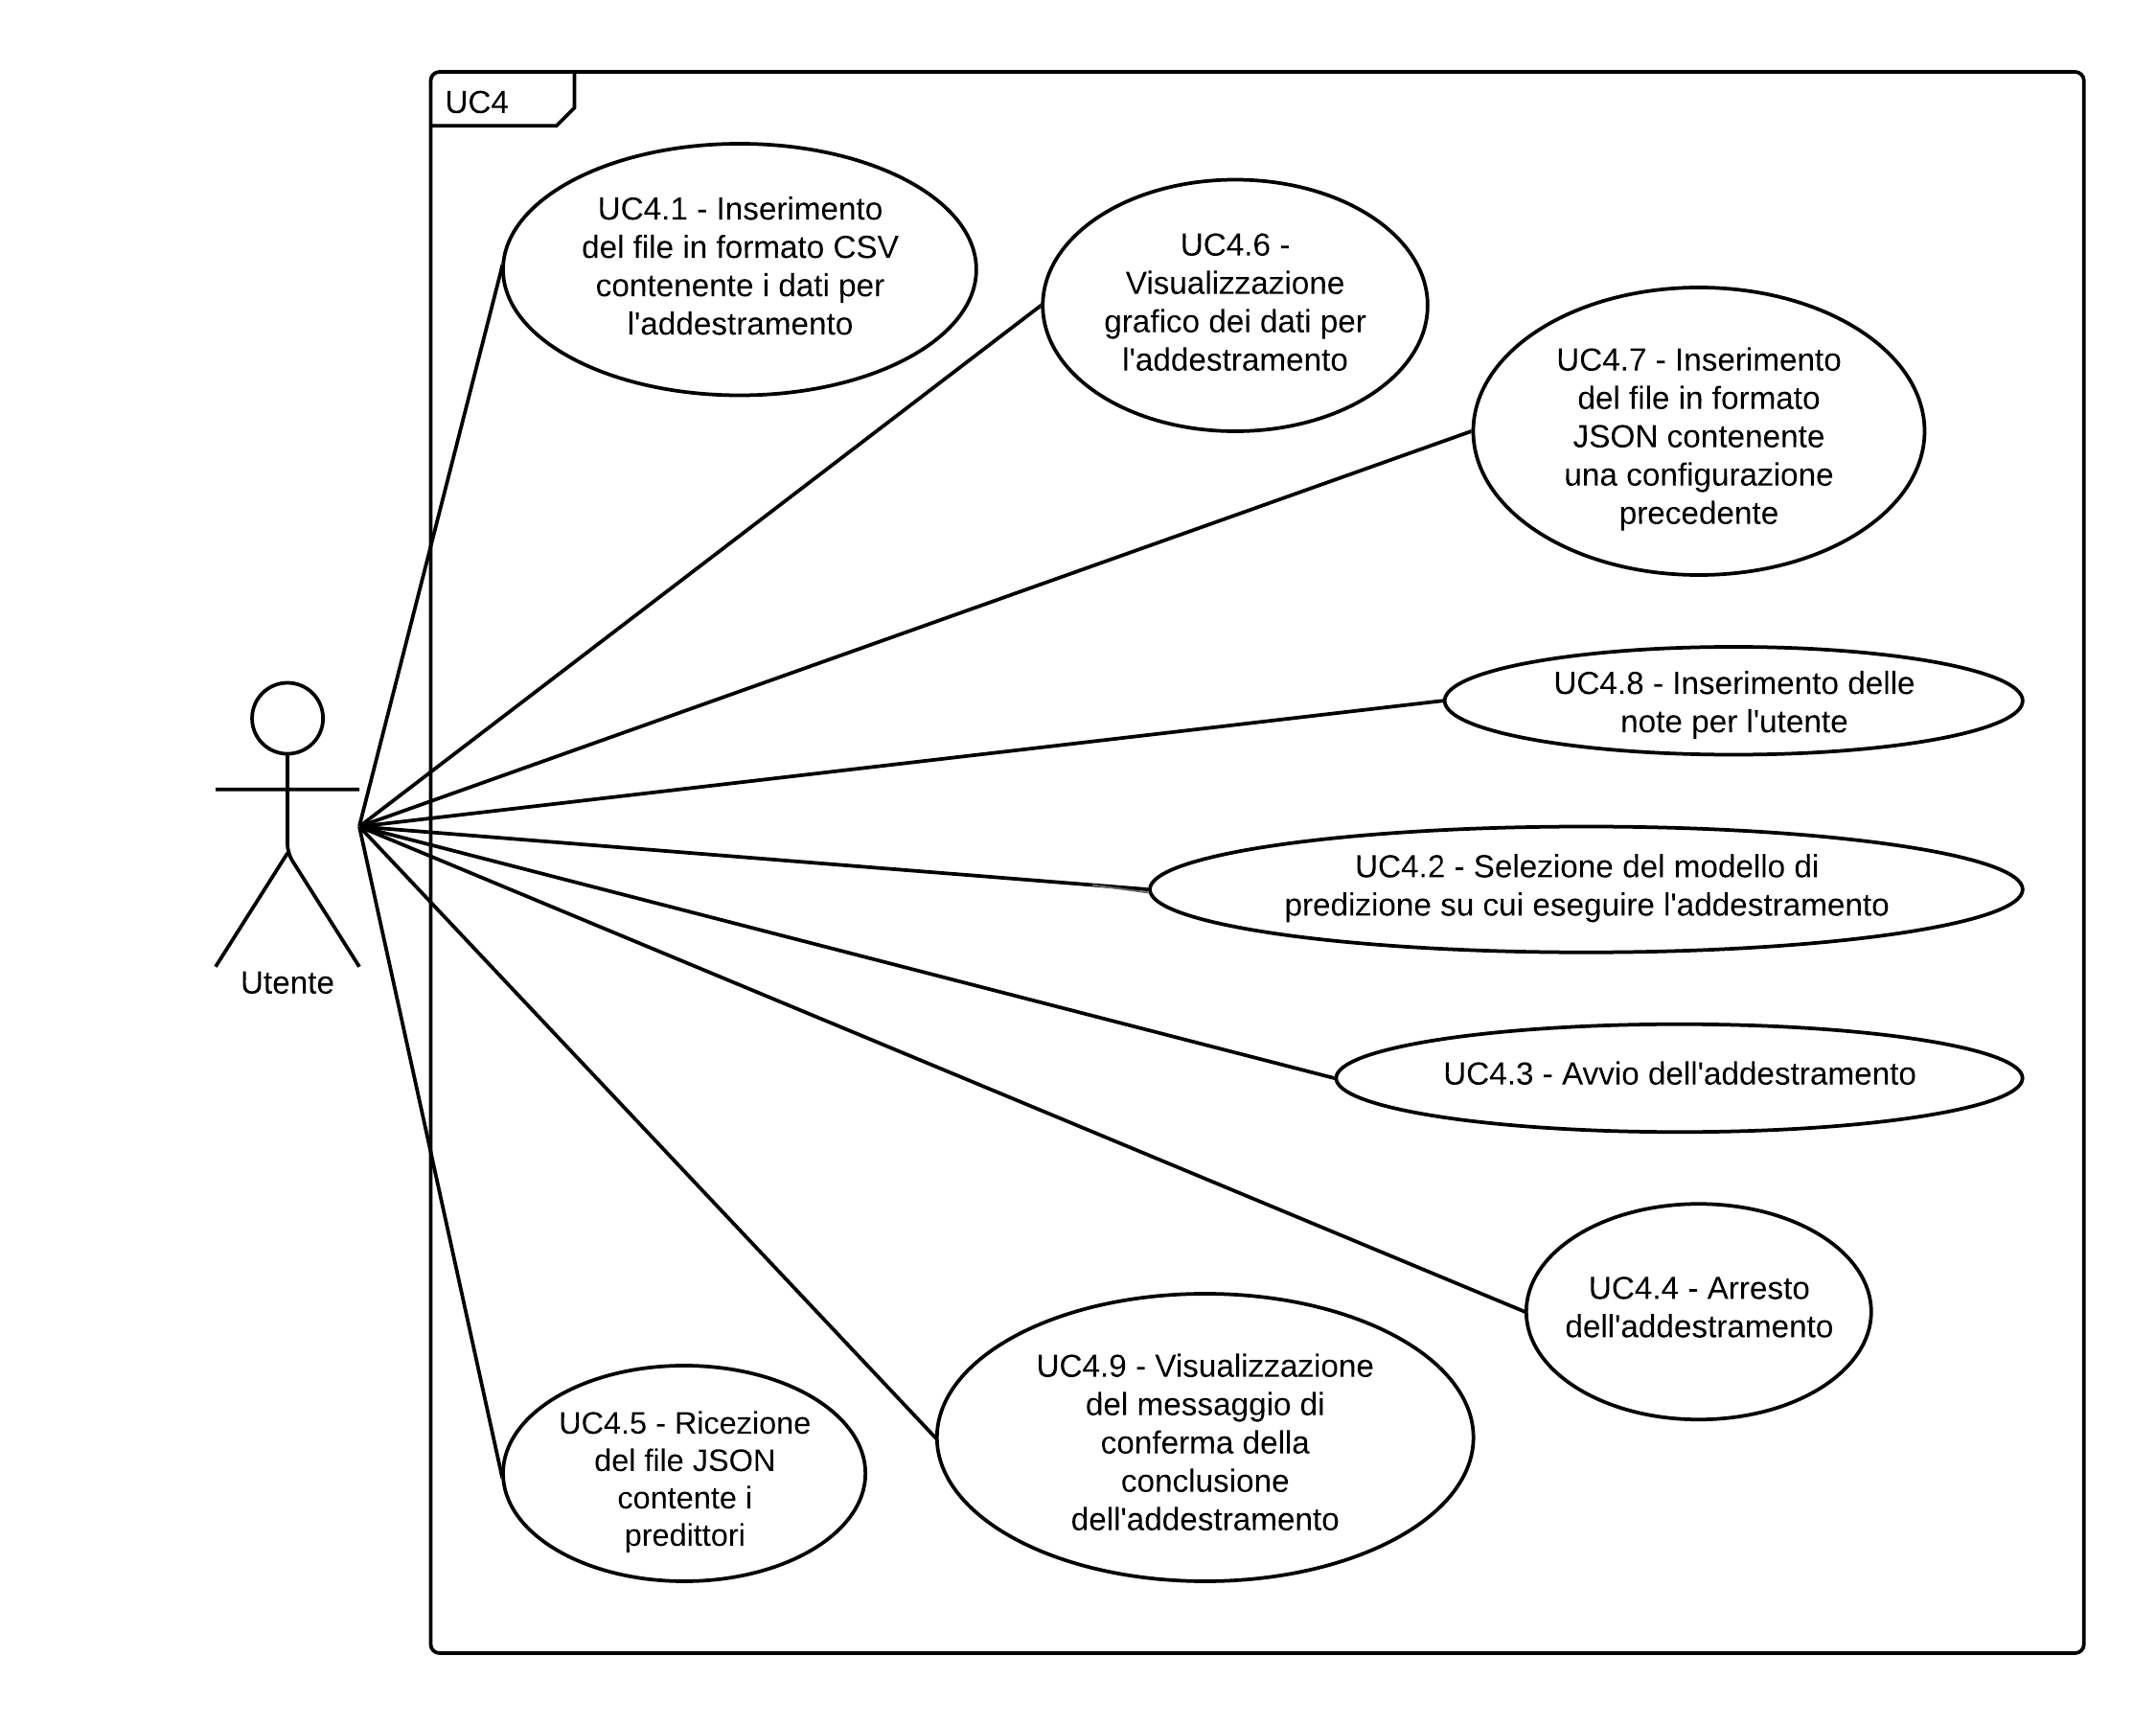 UC4
UC4.1 - Inserimento
del file in formato CSV
contenente i dati per
l'addestramento
UC4.6 -
Visualizzazione
grafico dei dati per
l'addestramento
UC4.7 - Inserimento
del file in formato
JSON contenente
una configurazione
precedente
UC4.8 - Inserimento delle
note per l'utente
UC4.2 - Selezione del modello di
predizione su cui eseguire l'addestramento
Utente
UC4.3 - Avvio dell'addestramento
UC4.4 - Arresto
dell'addestramento
UC4.9 - Visualizzazione
del messaggio di
conferma della
conclusione
dell'addestramento
UC4.5 - Ricezione
del file JSON
contente i
predittori